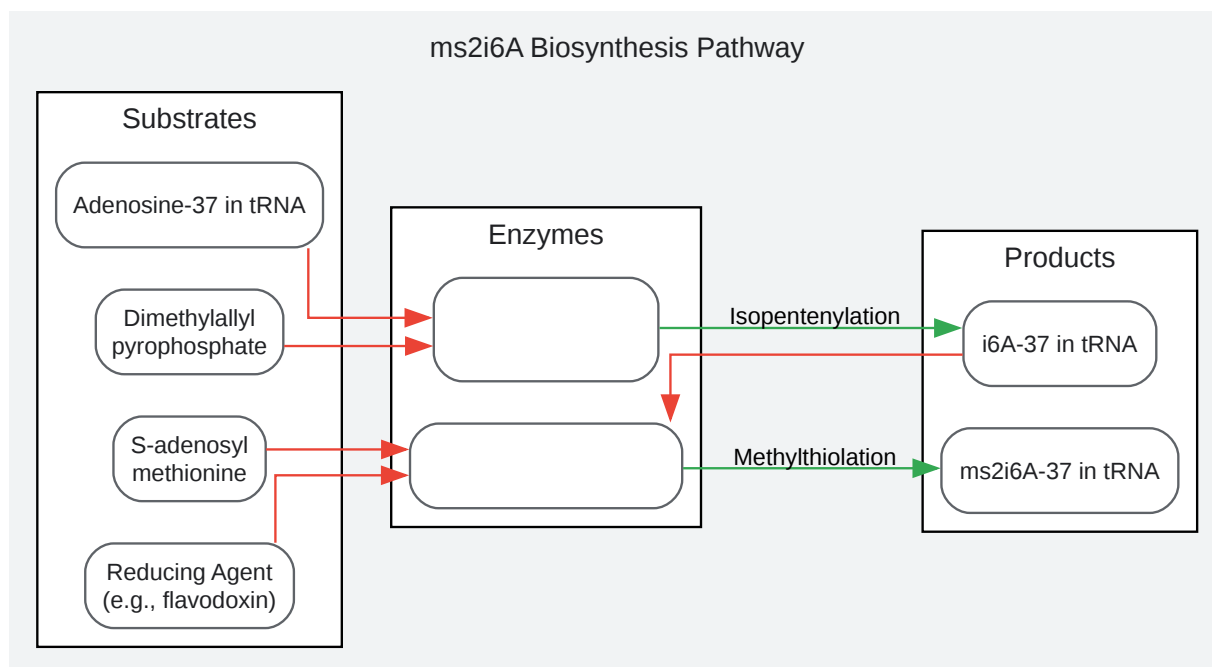 ms2i6A Biosynthesis Pathway
Substrates
Adenosine-37 in tRNA
Dimethylallyl
pyrophosphate
S-adenosyl
methionine
Reducing Agent
(e.g., flavodoxin)
Enzymes
Isopentenylation
Methylthiolation
Products
i6A-37 in tRNA
ms2i6A-37 in tRNA